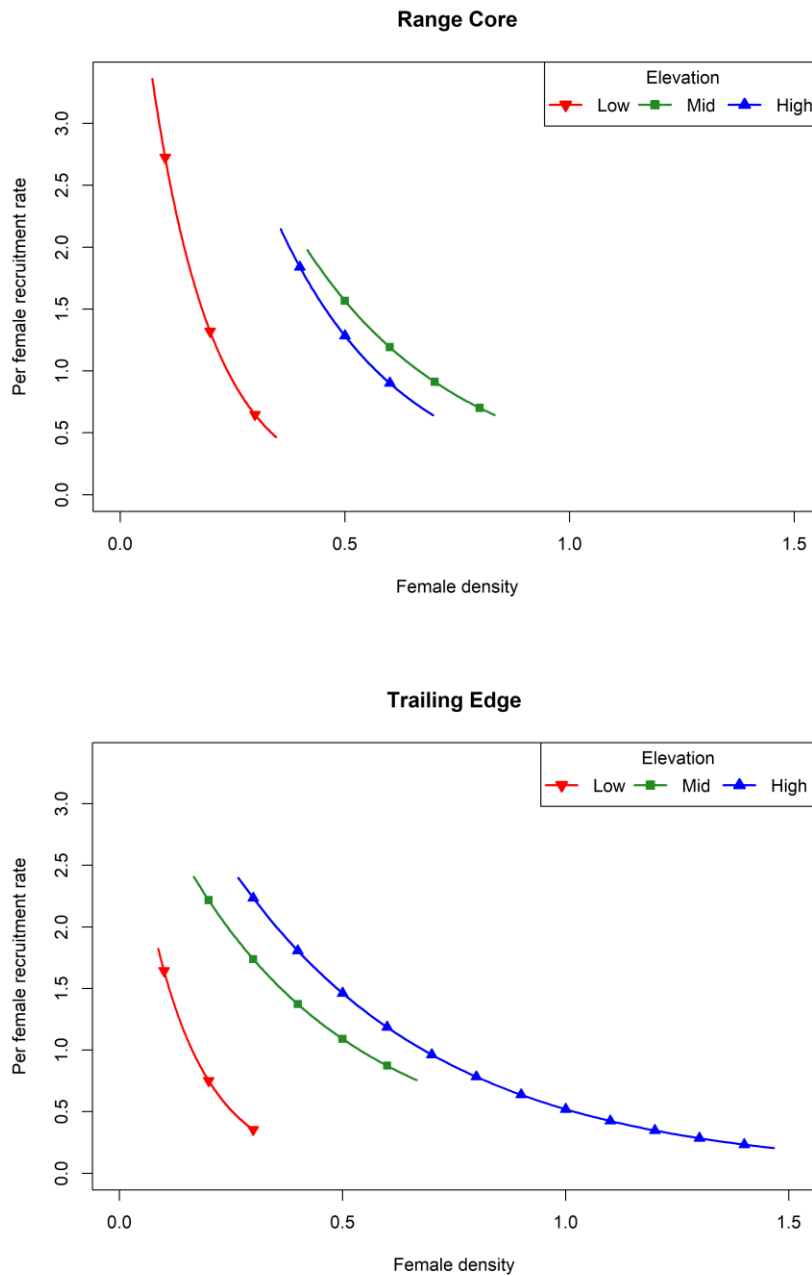 Range Core
Elevation
Low Mid High
Per female recruitment rate
3.0
2.5
2.0
1.5
1.0
0.5
0.0
0.0 0.5 1.0 1.5
Female density
Trailing Edge
Elevation
Low Mid High
Per female recruitment rate
3.0
2.5
2.0
1.5
1.0
0.5
0.0
0.0 0.5 1.0 1.5
Female density